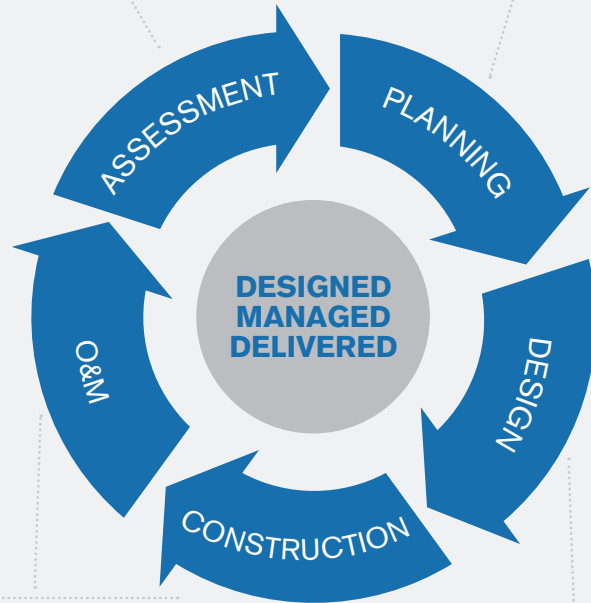 ASSESSMENT
PLANNING
DESIGN
CONSTRUCTION
O&M
DESIGNED
MANAGED
DELIVERED